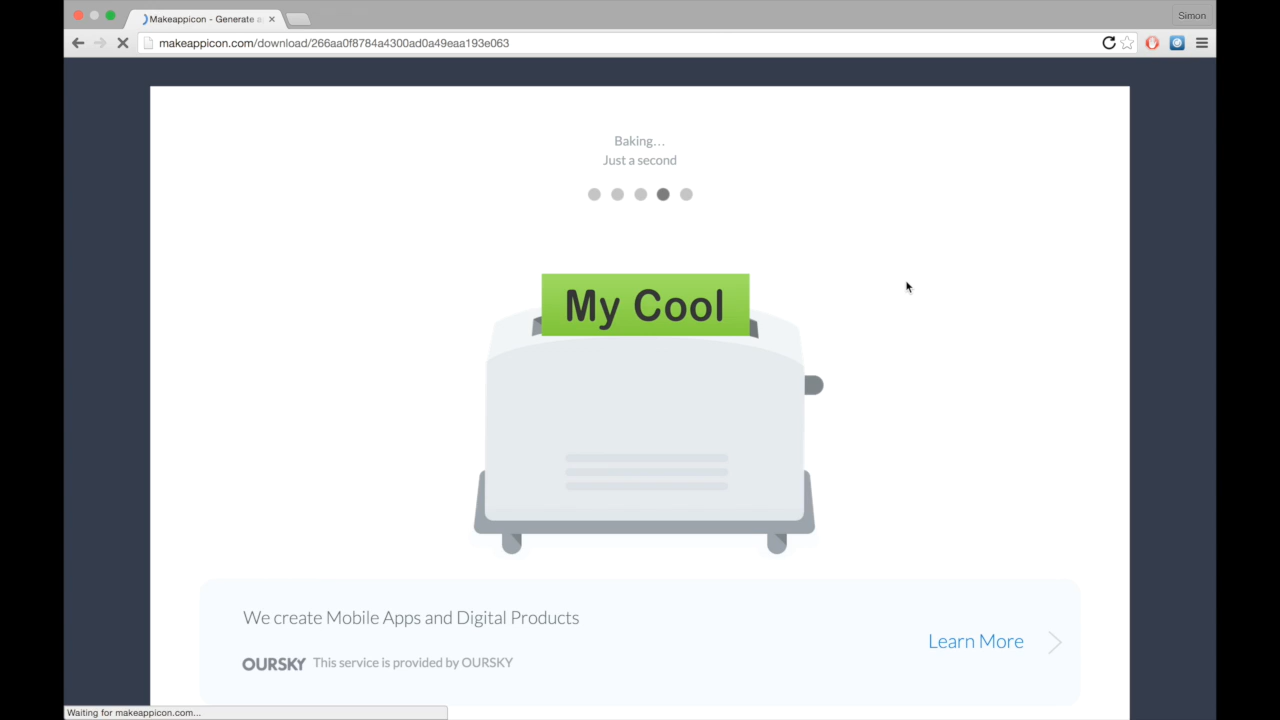 Makeappicon - Generate a
Simon
makeappicon.com/download/266aa0f8784a4300ad0a49eaa193e063
Baking...
Just a second
My Cool
We create Mobile Apps and Digital Products
Learn More
OURSKY This service is provided by OURSKY
Waiting for makeappicon.com...